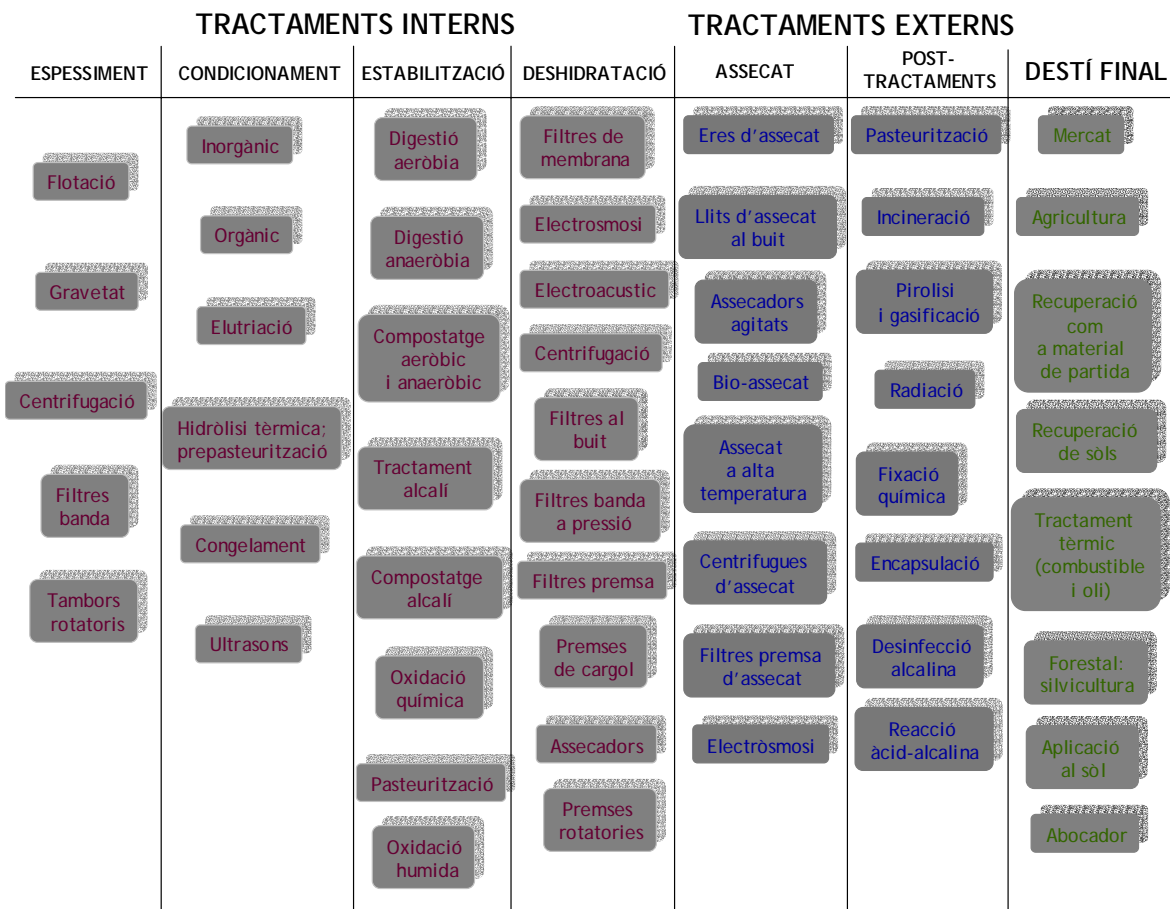 TRACTAMENTS INTERNS
TRACTAMENTS EXTERNS
ESPESSIMENT
CONDICIONAMENT
ESTABILITZACIÓ
DESHIDRATACIÓ
ASSECAT
POST-
TRACTAMENTS
DESTÍ FINAL
Flotació
Gravetat
Centrifugació
Filtres
banda
Tambors
rotatoris
Inorgànic
Orgànic
Elutriació
Hidròlisi tèrmica;
prepasteurització
Congelament
Ultrasons
Digestió
aeròbia
Digestió
anaeròbia
Compostatge
aeròbic
i anaeròbic
Tractament
alcalí
Compostatge
alcalí
Oxidació
química
Pasteurització
Oxidació
humida
Filtres de
membrana
Electrosmosi
Electroacustic
Centrifugació
Filtres al
buit
Filtres banda
a pressió
Filtres premsa
Premses
de cargol
Assecadors
Premses
rotatories
Eres d'assecat
Llits d'assecat
al buit
Assecadors
agitats
Bio-assecat
Assecat
a alta
temperatura
Centrifugues
d'assecat
Filtres premsa
d'assecat
Electròsmosi
Pasteurització
Incineració
Pirolisi
i gasificació
Radiació
Fixació
química
Encapsulació
Desinfecció
alcalina
Reacció
àcid-alcalina
Mercat
Agricultura
Recuperació
com
a material
de partida
Recuperació
de sòls
Tractament
tèrmic
(combustible
i oli)
Forestal:
silvicultura
Aplicació
al sòl
Abocador